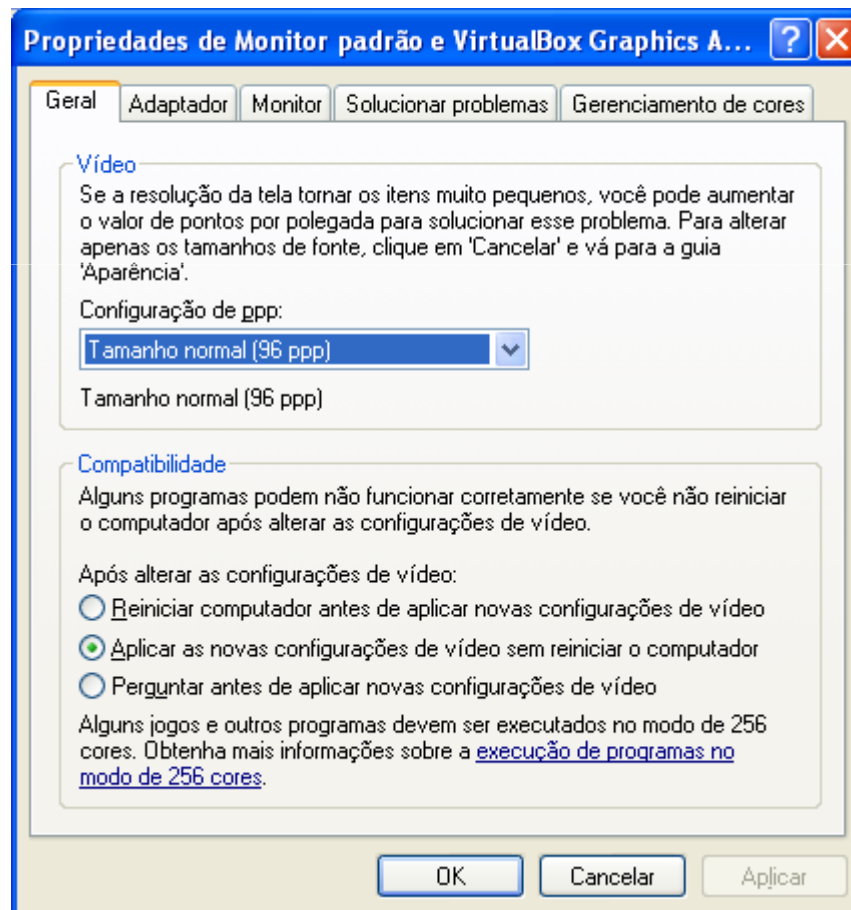 Propriedades de Monitor padrão e VirtualBox Graphics A...
Geral Adaptador Monitor Solucionar problemas Gerenciamento de cores
Vídeo
Se a resolução da tela tornar os itens muito pequenos, você pode aumentar
o valor de pontos por polegada para solucionar esse problema. Para alterar
apenas os tamanhos de fonte, clique em 'Cancelar' e vá para a guia
'Aparência'.
Configuração de ppp:
Tamanho normal (96 ppp)
Tamanho normal (96 ppp)
Compatibilidade
Alguns programas podem não funcionar corretamente se você não reiniciar
o computador após alterar as configurações de vídeo.
Após alterar as configurações de vídeo:
Reiniciar computador antes de aplicar novas configurações de vídeo
Aplicar as novas configurações de vídeo sem reiniciar o computador
Perguntar antes de aplicar novas configurações de vídeo
Alguns jogos e outros programas devem ser executados no modo de 256
cores. Obtenha mais informações sobre a execução de programas no
modo de 256 cores.
OK Cancelar Aplicar